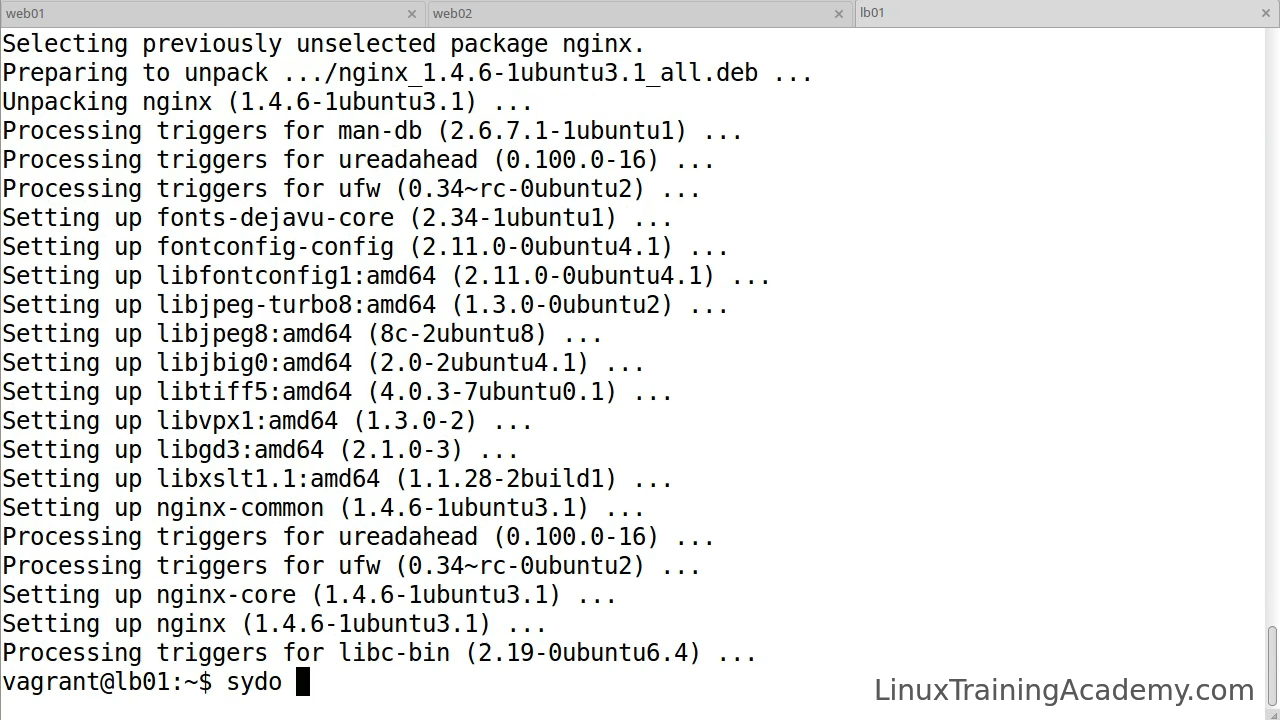 web01 × web02 × lb01 ×
Selecting previously unselected package nginx.
Preparing to unpack .../nginx_1.4.6-1ubuntu3.1_all.deb ...
Unpacking nginx (1.4.6-1ubuntu3.1) ...
Processing triggers for man-db (2.6.7.1-1ubuntu1) ...
Processing triggers for ureadahead (0.100.0-16) ...
Processing triggers for ufw (0.34~rc-0ubuntu2) ...
Setting up fonts-dejavu-core (2.34-1ubuntu1) ...
Setting up fontconfig-config (2.11.0-0ubuntu4.1) ...
Setting up libfontconfig1:amd64 (2.11.0-0ubuntu4.1) ...
Setting up libjpeg-turbo8:amd64 (1.3.0-0ubuntu2) ...
Setting up libjpeg8:amd64 (8c-2ubuntu8) ...
Setting up libjbig0:amd64 (2.0-2ubuntu4.1) ...
Setting up libtiff5:amd64 (4.0.3-7ubuntu0.1) ...
Setting up libvpx1:amd64 (1.3.0-2) ...
Setting up libgd3:amd64 (2.1.0-3) ...
Setting up libxslt1.1:amd64 (1.1.28-2build1) ...
Setting up nginx-common (1.4.6-1ubuntu3.1) ...
Processing triggers for ureadahead (0.100.0-16) ...
Processing triggers for ufw (0.34~rc-0ubuntu2) ...
Setting up nginx-core (1.4.6-1ubuntu3.1) ...
Setting up nginx (1.4.6-1ubuntu3.1) ...
Processing triggers for libc-bin (2.19-0ubuntu6.4) ...
vagrant@lb01:~$ sydo
LinuxTrainingAcademy.com